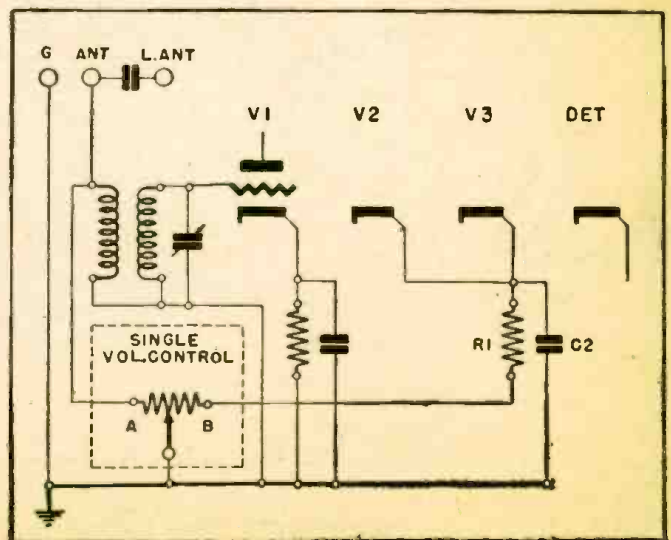 G ANT L.ANT
V1 V2 V3 DET
SINGLE
VOL.CONTROL
A B
R1 C2